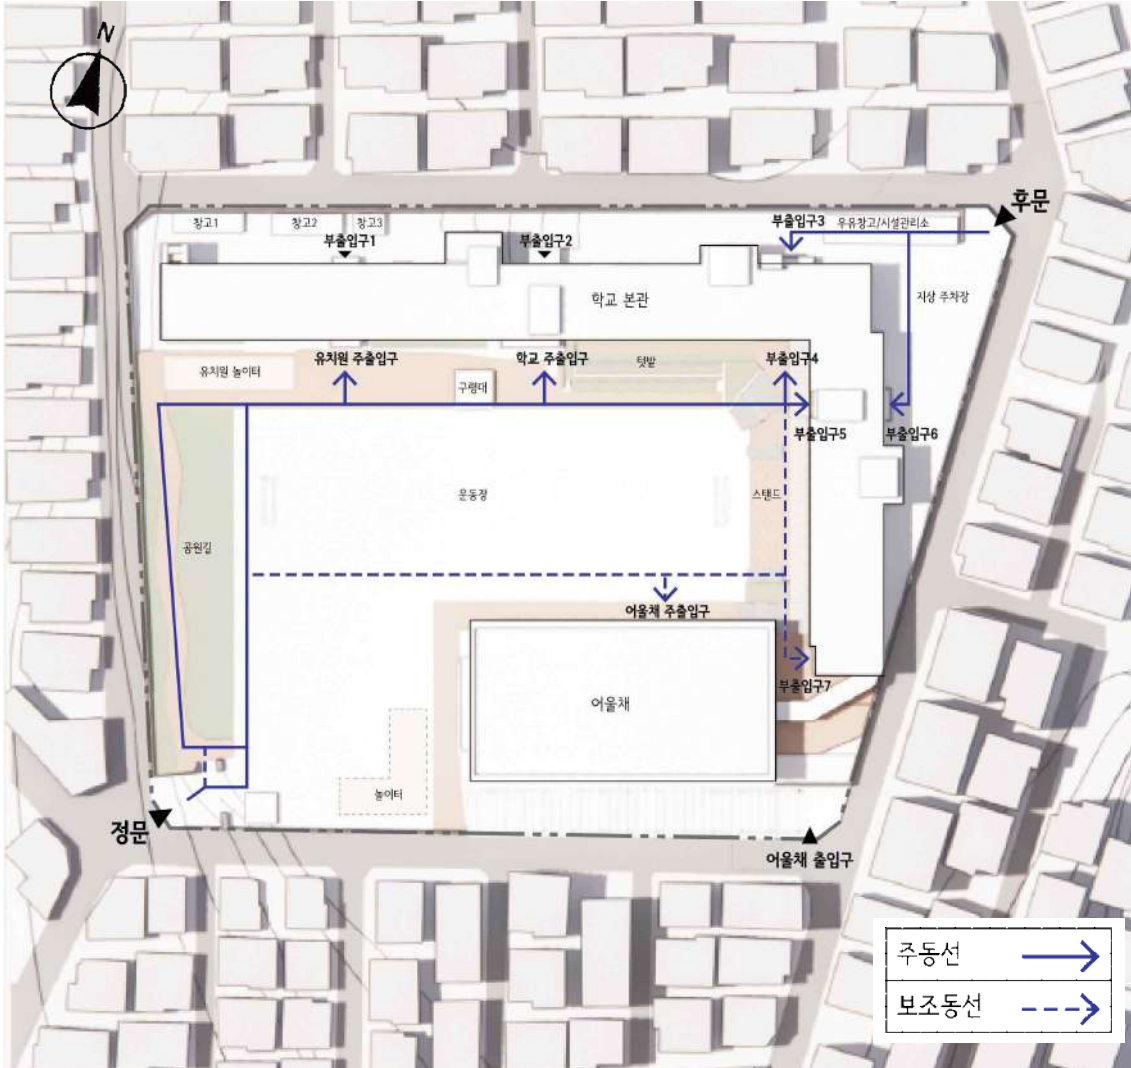 N
후문
창고1
창고2
창고3
부출입구3
우유창고/시설관리소
부출입구1
부출입구2
학교 본관
지상 주차장
유치원 놀이터
유치원 주출입구
학교 주출입구
텃밭
부출입구4
구령대
부출입구5
부출입구6
운동장
스탠드
공원길
어울채 주출입구
부출입구7
어울채
놀이터
정문
어울채 출입구
주동선
보조동선